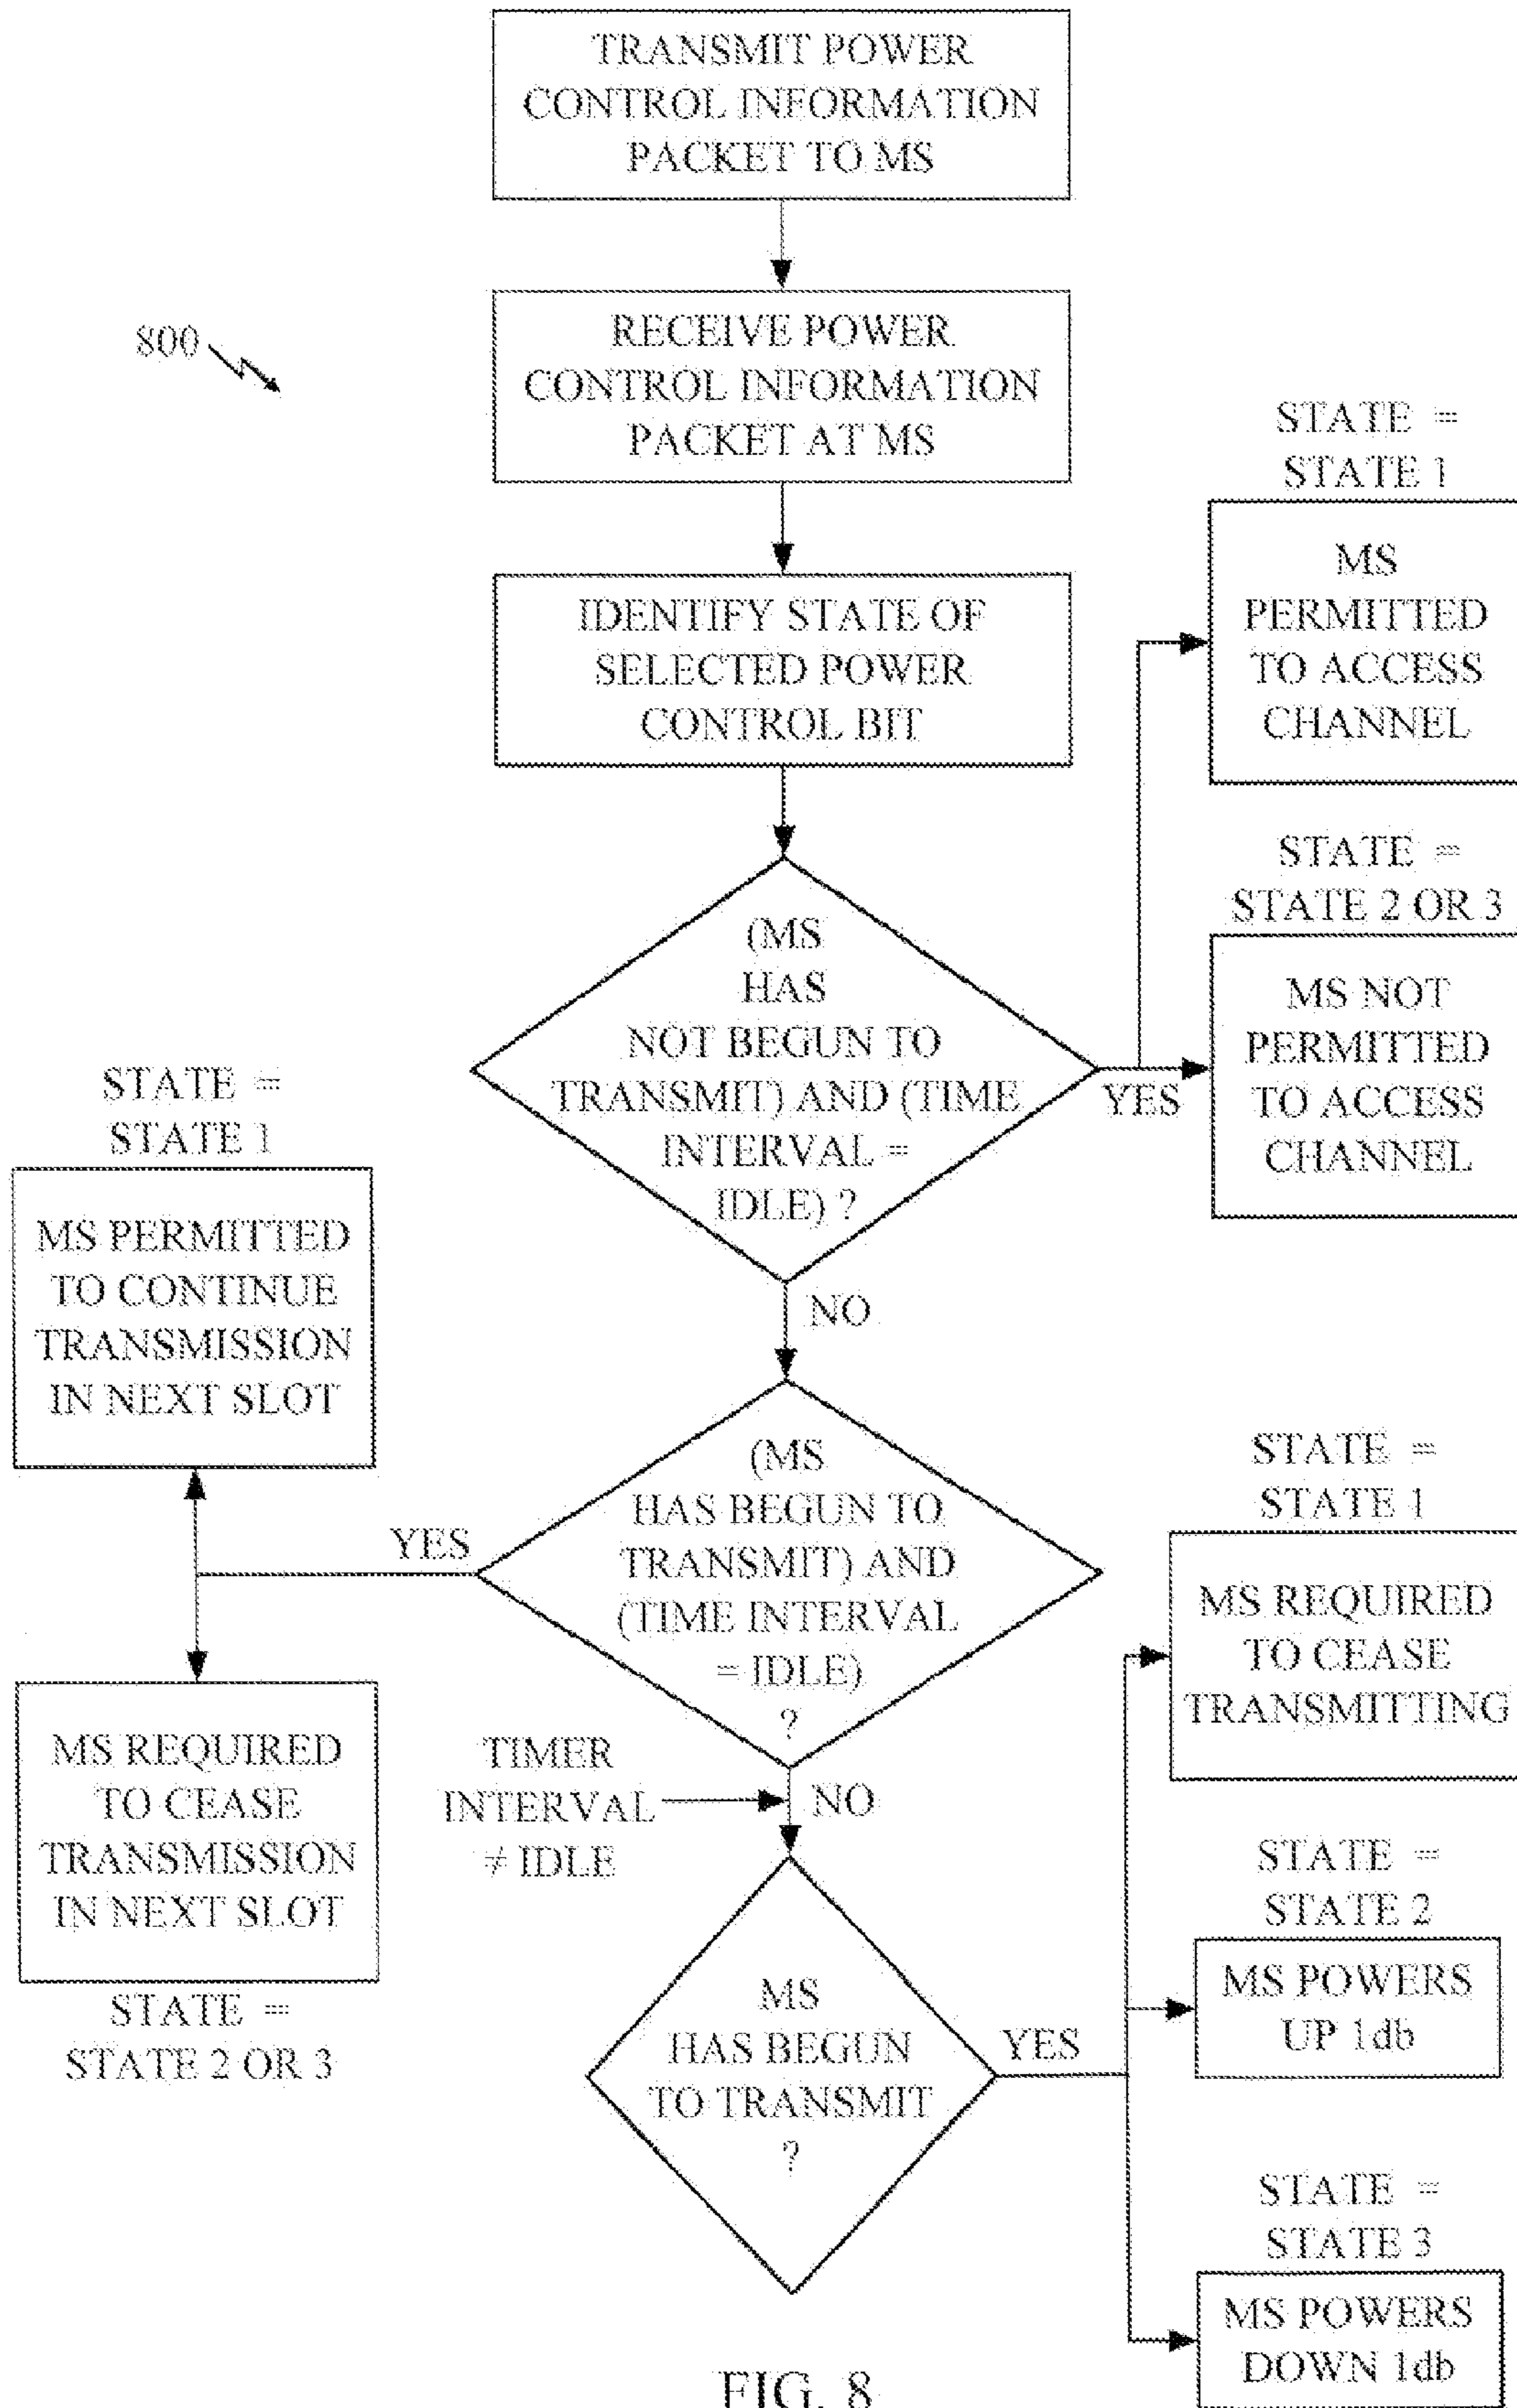 TRANSMIT POWER
CONTROL INFORMATION
PACKET TO MS
800
RECEIVE POWER
CONTROL INFORMATION
PACKET AT MS
IDENTIFY STATE OF
SELECTED POWER
CONTROL BIT
STATE =
STATE 1
MS
PERMITTED
TO ACCESS
CHANNEL
STATE =
STATE 2 OR 3
MS NOT
PERMITTED
TO ACCESS
CHANNEL
(MS
HAS
NOT BEGUN TO
TRANSMIT) AND (TIME
INTERVAL =
IDLE) ?
YES
NO
STATE =
STATE 1
MS PERMITTED
TO CONTINUE
TRANSMISSION
IN NEXT SLOT
(MS
HAS BEGUN TO
TRANSMIT) AND
(TIME INTERVAL
= IDLE)
?
YES
MS REQUIRED
TO CEASE
TRANSMISSION
IN NEXT SLOT
STATE =
STATE 2 OR 3
TIMER
INTERVAL
≠ IDLE
NO
MS
HAS BEGUN
TO TRANSMIT
?
YES
STATE =
STATE 1
MS REQUIRED
TO CEASE
TRANSMITTING
STATE =
STATE 2
MS POWERS
UP 1db
STATE =
STATE 3
MS POWERS
DOWN 1db
FIG. 8